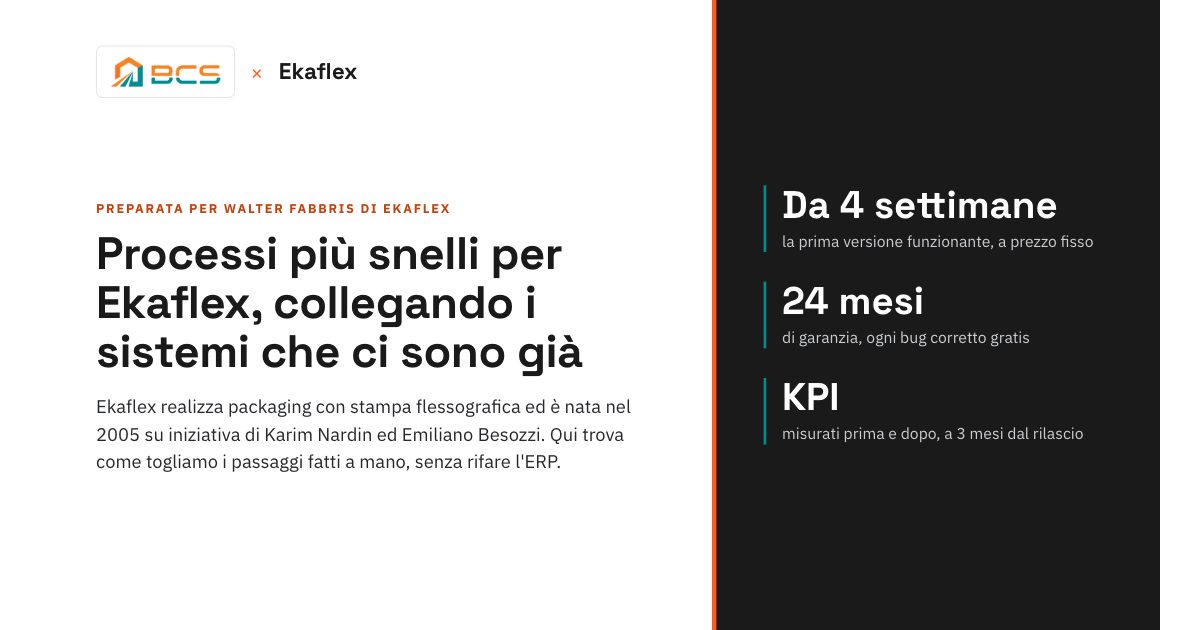 BCS × Ekaflex
PREPARATA PER WALTER FABBRIS DI EKAFLEX
Processi più snelli per
Ekaflex, collegando i
sistemi che ci sono già
Ekaflex realizza packaging con stampa flessografica ed è nata nel
2005 su iniziativa di Karim Nardin ed Emiliano Besozzi. Qui trova
come togliamo i passaggi fatti a mano, senza rifare l'ERP.
Da 4 settimane
la prima versione funzionante, a prezzo fisso
24 mesi
di garanzia, ogni bug corretto gratis
KPI
misurati prima e dopo, a 3 mesi dal rilascio